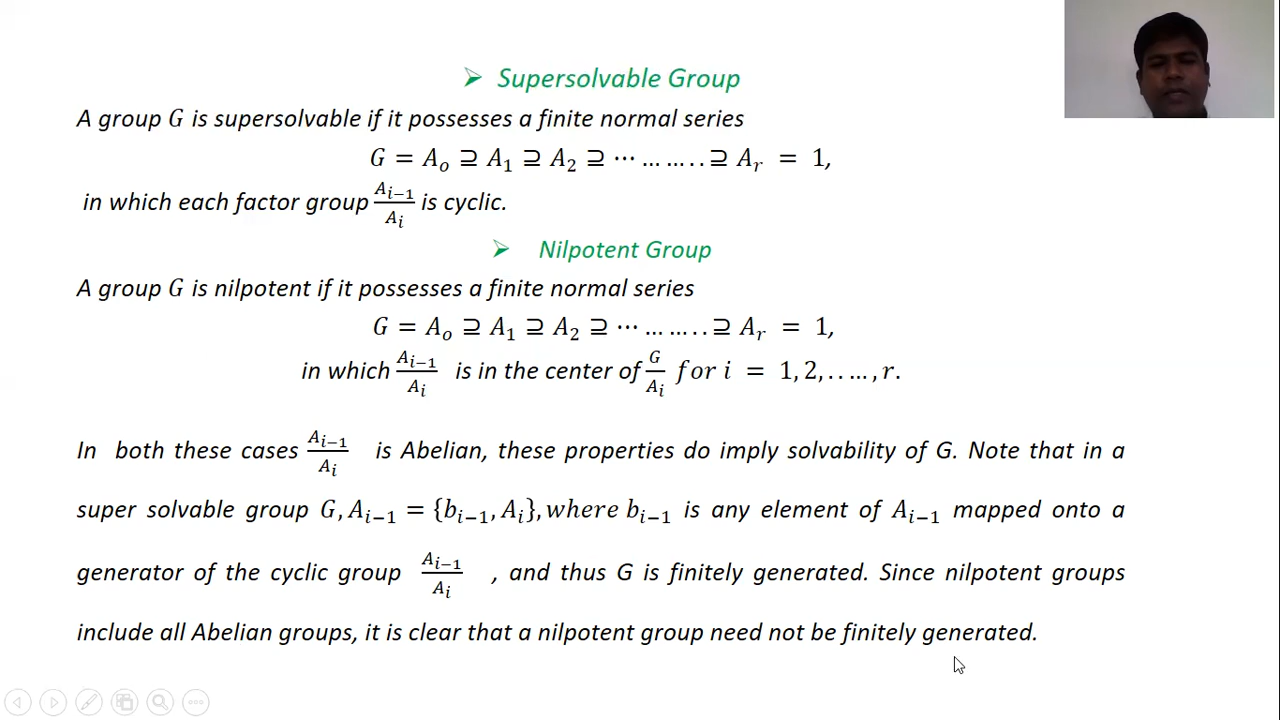 ➢ Supersolvable Group
A group G is supersolvable if it possesses a finite normal series
G = Aₒ ⊇ A₁ ⊇ A₂ ⊇ ⋯ … … . . ⊇ Aᵣ = 1,
in which each factor group Aᵢ₋₁/Aᵢ is cyclic.
➢ Nilpotent Group
A group G is nilpotent if it possesses a finite normal series
G = Aₒ ⊇ A₁ ⊇ A₂ ⊇ ⋯ … … . . ⊇ Aᵣ = 1,
in which Aᵢ₋₁/Aᵢ is in the center of G/Aᵢ for i = 1, 2, . . … , r.
In both these cases Aᵢ₋₁/Aᵢ is Abelian, these properties do imply solvability of G. Note that in a
super solvable group G, Aᵢ₋₁ = {bᵢ₋₁, Aᵢ}, where bᵢ₋₁ is any element of Aᵢ₋₁ mapped onto a
generator of the cyclic group Aᵢ₋₁/Aᵢ , and thus G is finitely generated. Since nilpotent groups
include all Abelian groups, it is clear that a nilpotent group need not be finitely generated.